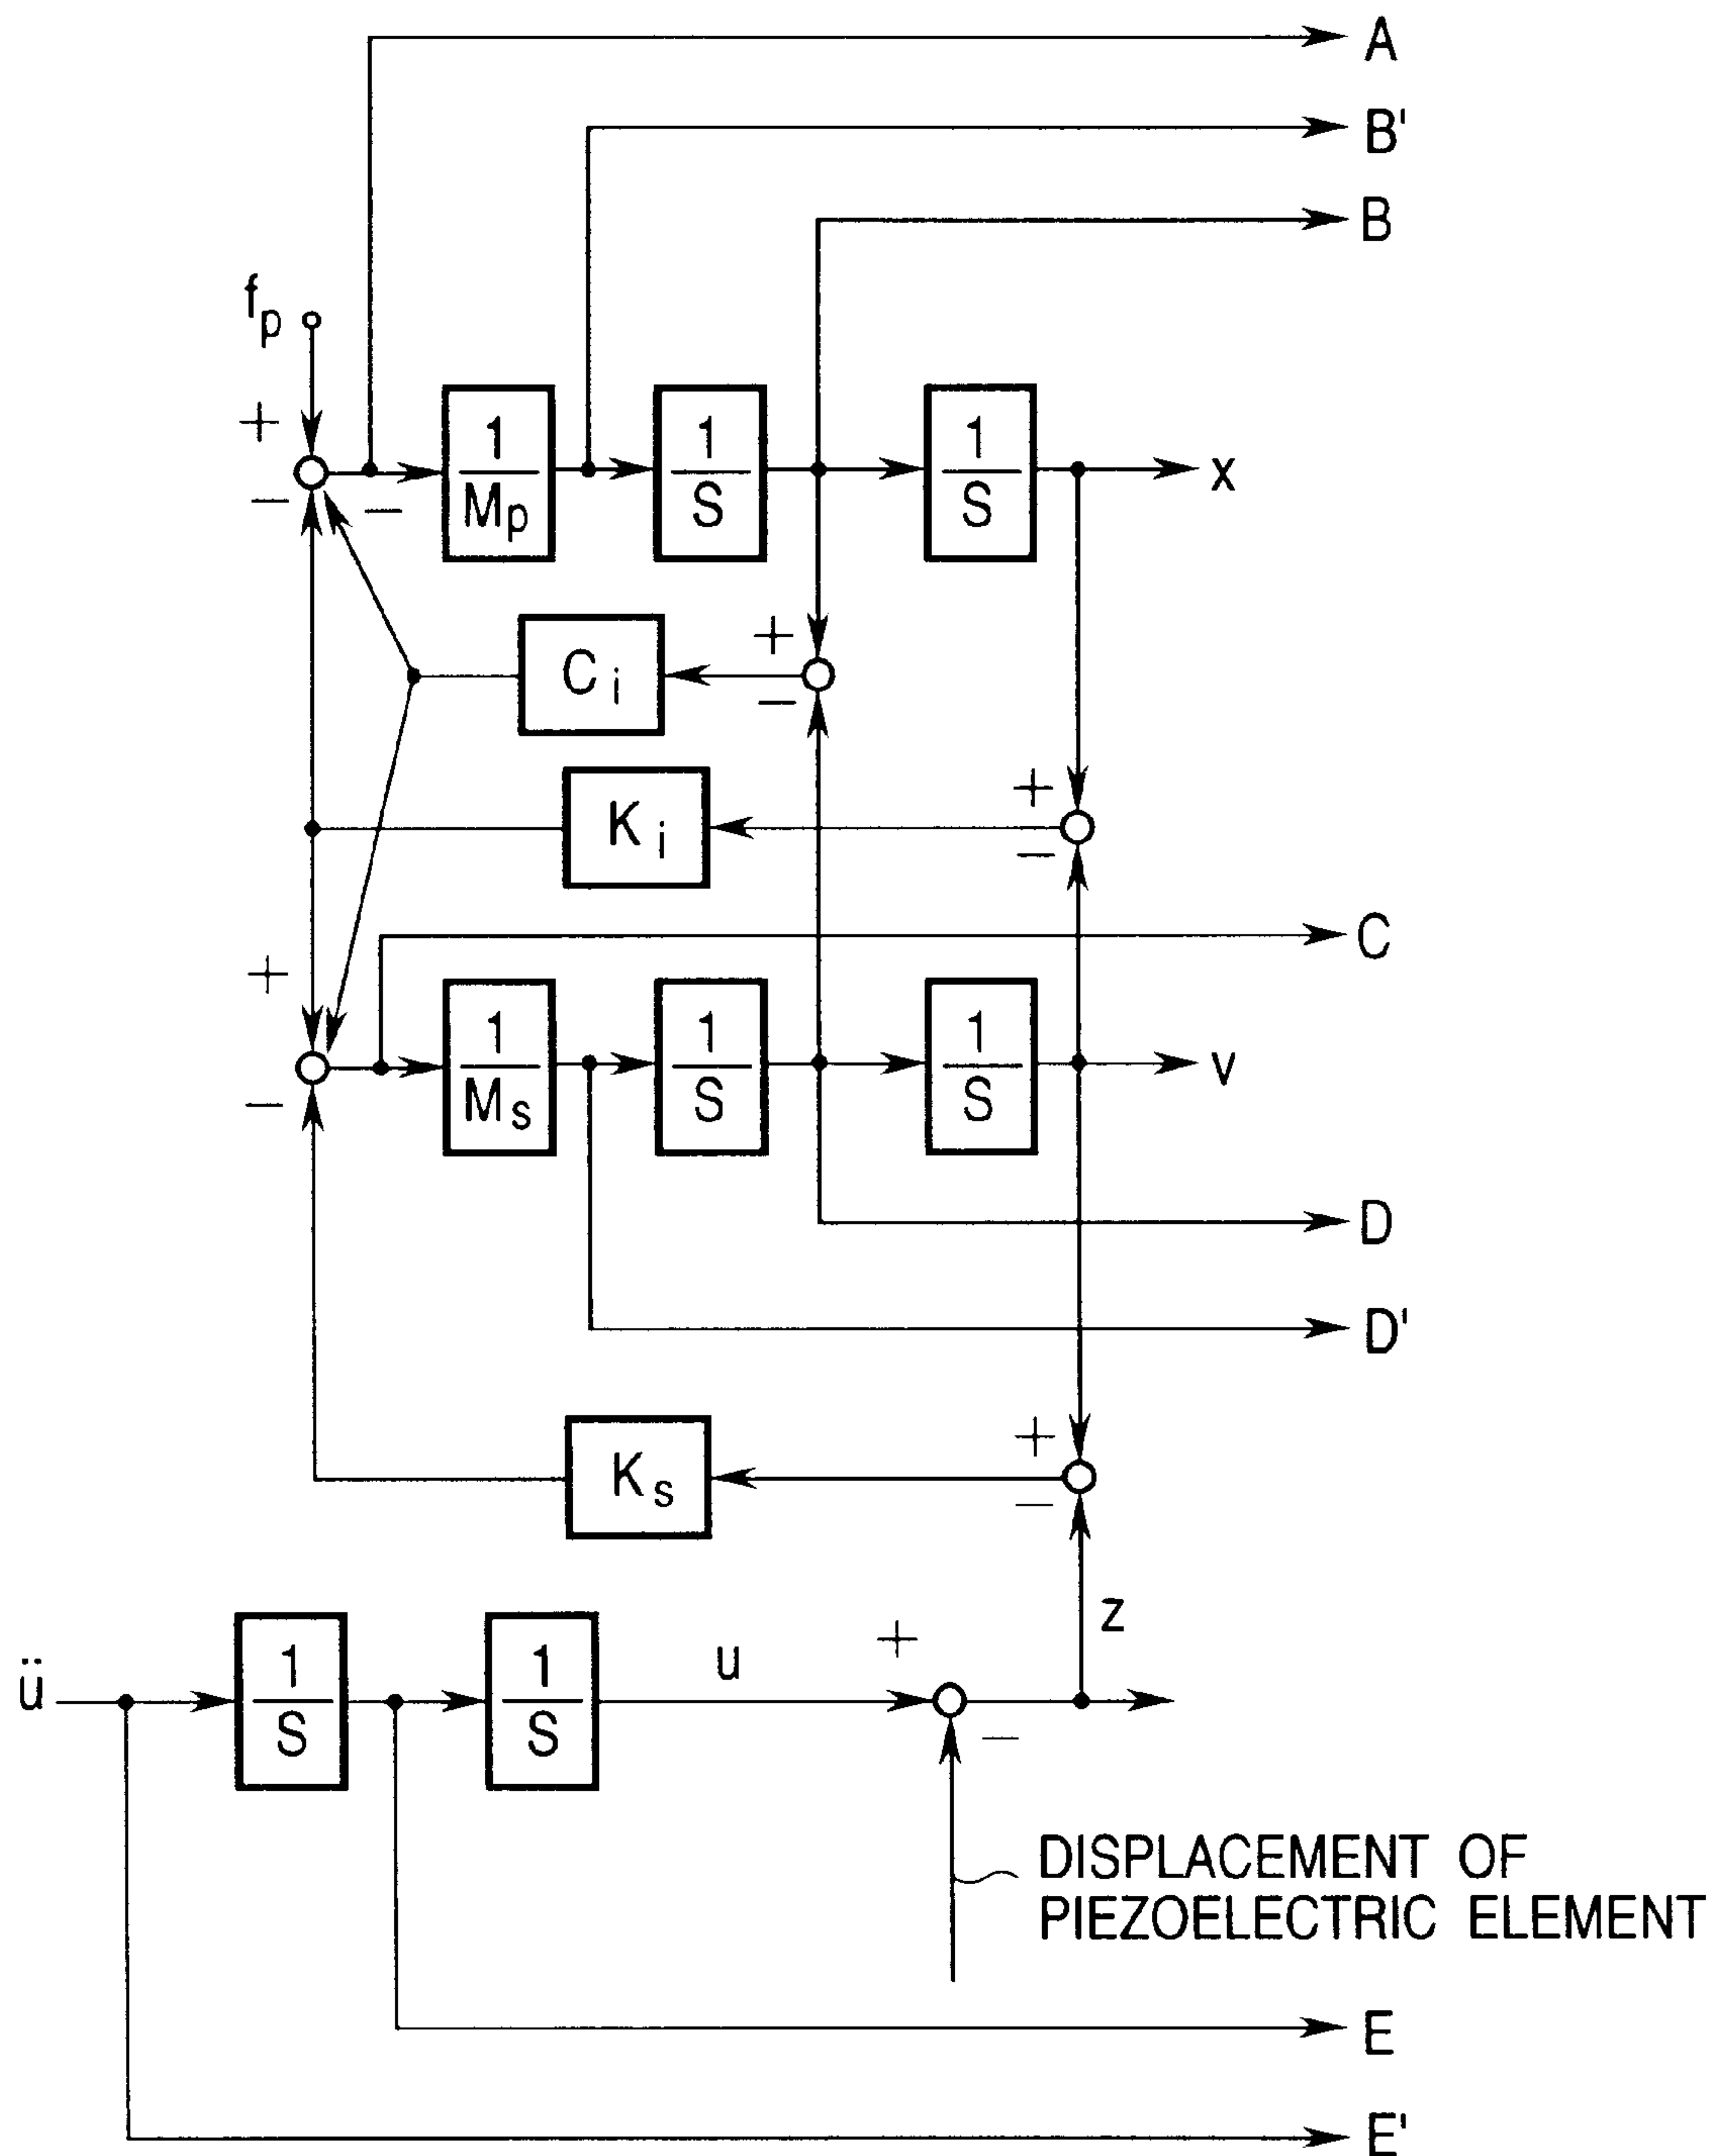 A
B'
B
fp
+
− −
1 1 1
Mp S S
x
+
Ci
−
+
Ki
−
C
+
1 1 1
Ms S S
v
−
D
D'
+
Ks
−
z
+
ü
1 1
S S
u
−
DISPLACEMENT OF
PIEZOELECTRIC ELEMENT
E
E'